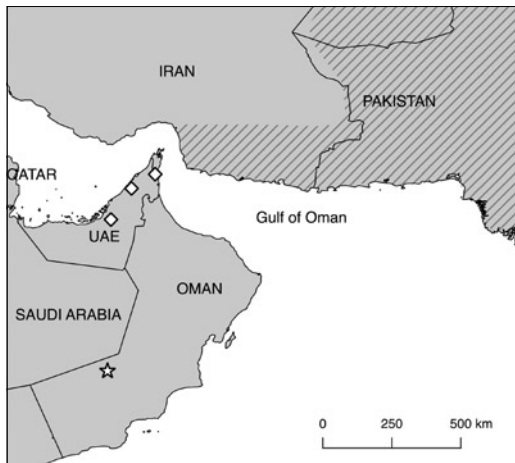 IRAN
PAKISTAN
QATAR
Gulf of Oman
UAE
OMAN
SAUDI ARABIA
0 250 500 km